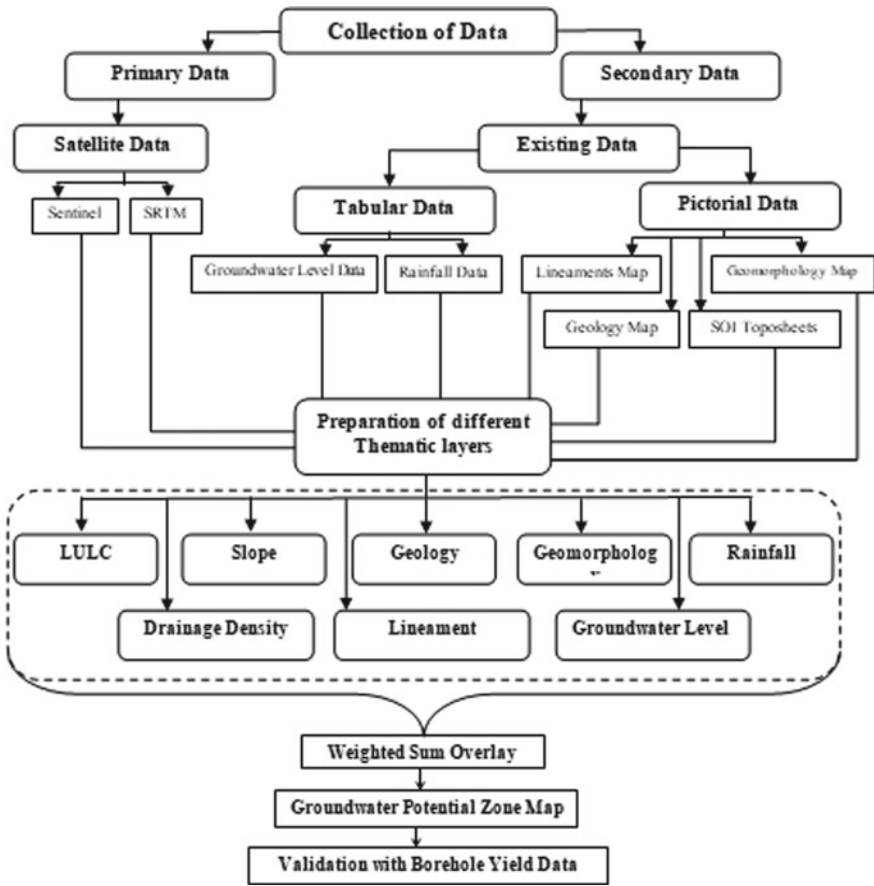 Collection of Data
Primary Data
Secondary Data
Satellite Data
Existing Data
Sentinel
SRTM
Tabular Data
Pictorial Data
Groundwater Level Data
Rainfall Data
Lineaments Map
Geomorphology Map
Geology Map
SOI Toposheets
Preparation of different
Thematic layers
LULC
Slope
Geology
Geomorpholog
Rainfall
Drainage Density
Lineament
Groundwater Level
Weighted Sum Overlay
Groundwater Potential Zone Map
Validation with Borehole Yield Data